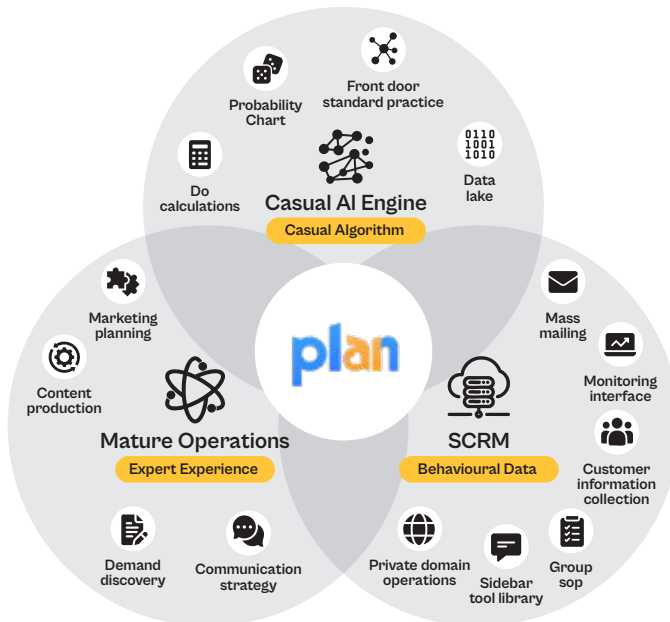 Front door
standard practice
Probability
Chart
0110
1001
1010
Do
calculations
Data
lake
Casual AI Engine
Casual Algorithm
Marketing
planning
Mass
mailing
plan
Content
production
Monitoring
interface
Mature Operations
Expert Experience
SCRM
Behavioural Data
Customer
information
collection
Demand
discovery
Communication
strategy
Private domain
operations
Sidebar
tool library
Group
sop